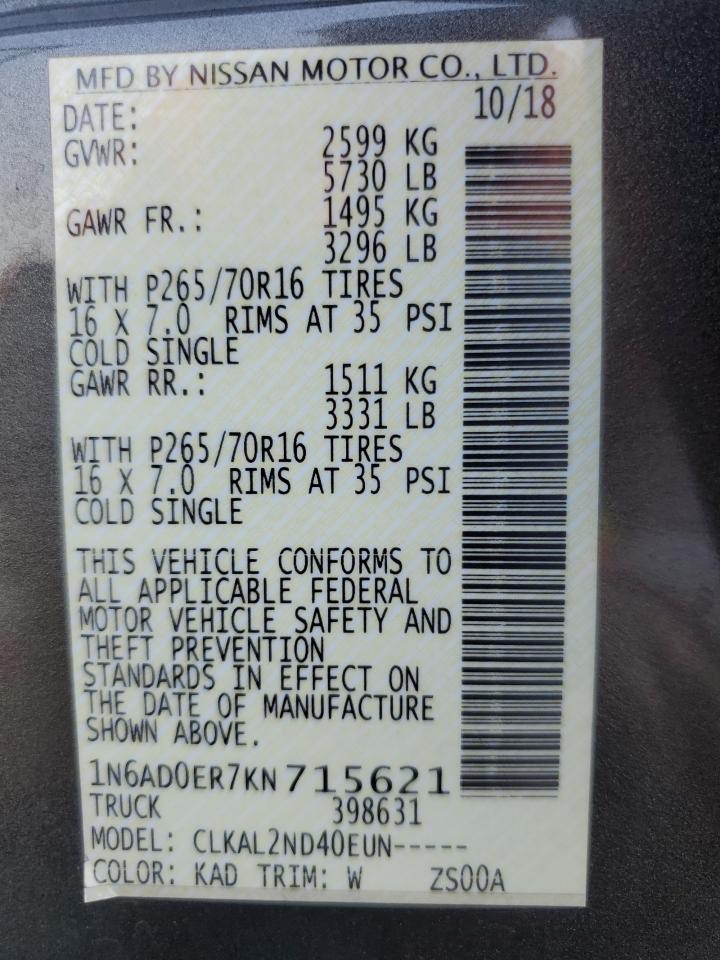 MFD BY NISSAN MOTOR CO., LTD.
DATE: 10/18
GVWR: 2599 KG
5730 LB
GAWR FR.: 1495 KG
3296 LB
WITH P265/70R16 TIRES
16 X 7.0 RIMS AT 35 PSI
COLD SINGLE
GAWR RR.: 1511 KG
3331 LB
WITH P265/70R16 TIRES
16 X 7.0 RIMS AT 35 PSI
COLD SINGLE
THIS VEHICLE CONFORMS TO
ALL APPLICABLE FEDERAL
MOTOR VEHICLE SAFETY AND
THEFT PREVENTION
STANDARDS IN EFFECT ON
THE DATE OF MANUFACTURE
SHOWN ABOVE.
1N6AD0ER7KN715621
TRUCK 398631
MODEL: CLKAL2ND40EUN-----
COLOR: KAD TRIM: W ZS00A